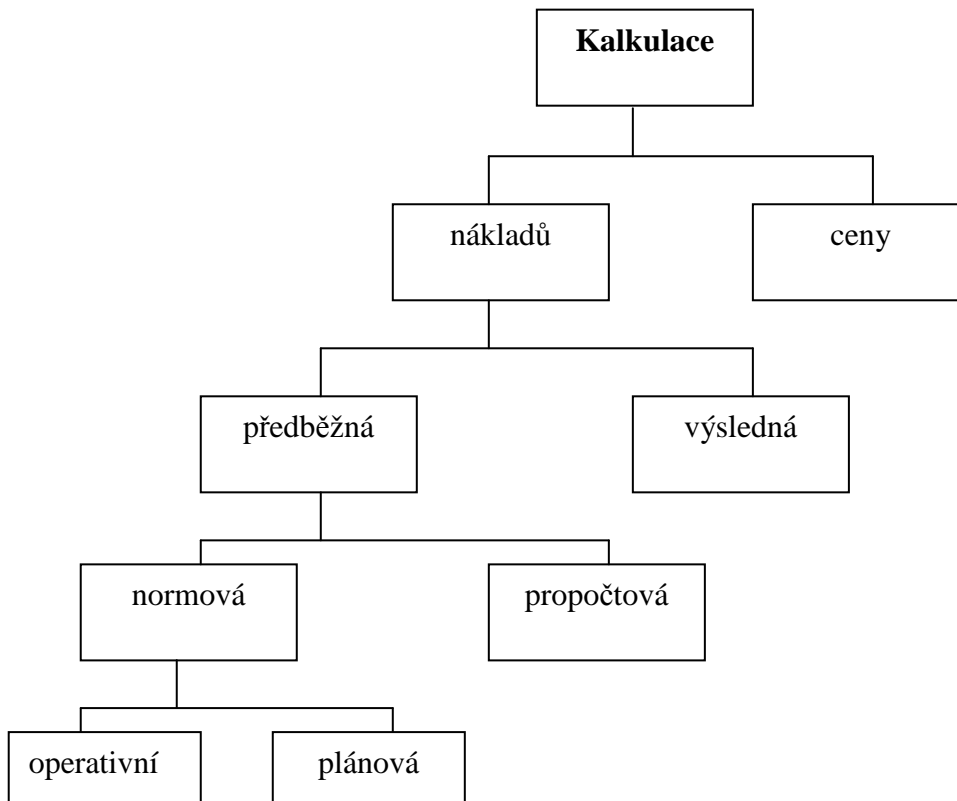 Kalkulace
nákladů
ceny
předběžná
výsledná
normová
propočtová
operativní
plánová